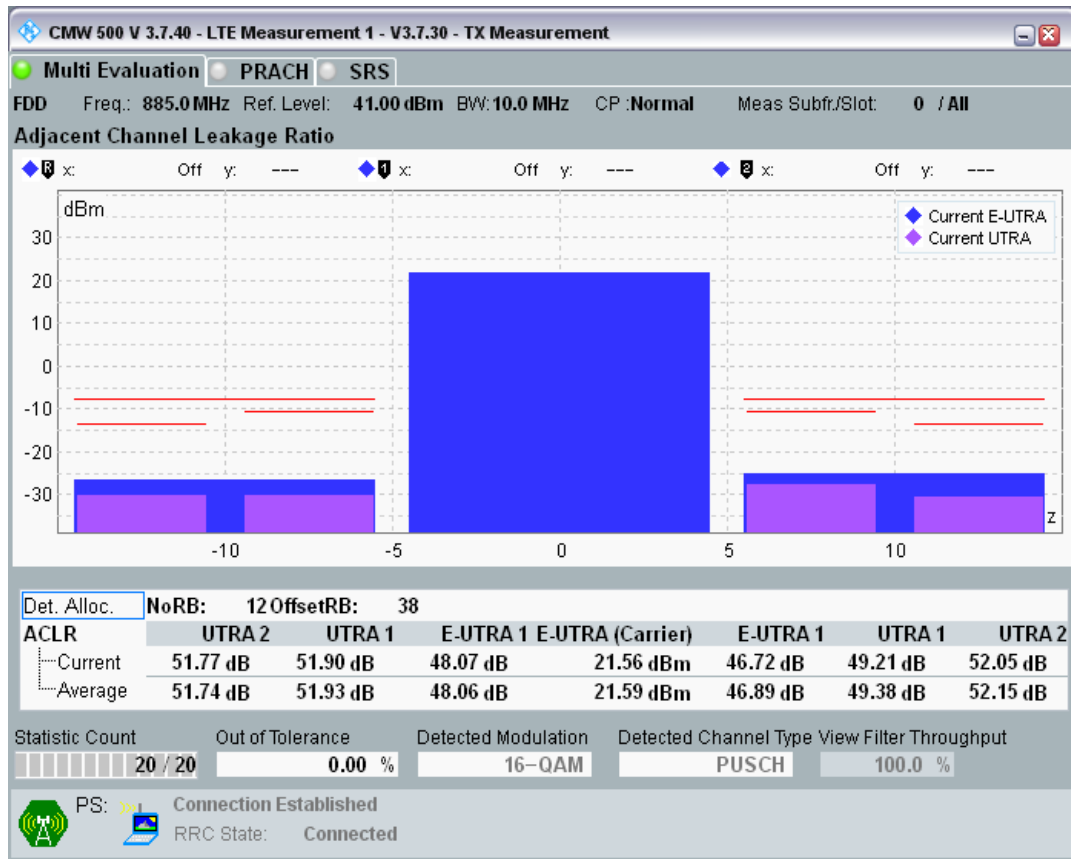 CMW 500 V 3.7.40 - LTE Measurement 1 - V3.7.30 - TX Measurement
Multi Evaluation PRACH SRS
FDD Freq.: 885.0 MHz Ref. Level: 41.00 dBm BW: 10.0 MHz CP :Normal Meas Subfr./Slot: 0 / All
Adjacent Channel Leakage Ratio
R x: Off y: --- 1 x: Off y: --- 2 x: Off y: ---
dBm
Current E-UTRA
Current UTRA
30
20
10
0
-10
-20
-30
z
-10 -5 0 5 10
Det. Alloc. NoRB: 12 OffsetRB: 38
ACLR UTRA 2 UTRA 1 E-UTRA 1 E-UTRA (Carrier) E-UTRA 1 UTRA 1 UTRA 2
Current 51.77 dB 51.90 dB 48.07 dB 21.56 dBm 46.72 dB 49.21 dB 52.05 dB
Average 51.74 dB 51.93 dB 48.06 dB 21.59 dBm 46.89 dB 49.38 dB 52.15 dB
Statistic Count Out of Tolerance Detected Modulation Detected Channel Type View Filter Throughput
20 / 20 0.00 % 16-QAM PUSCH 100.0 %
PS: Connection Established
RRC State: Connected